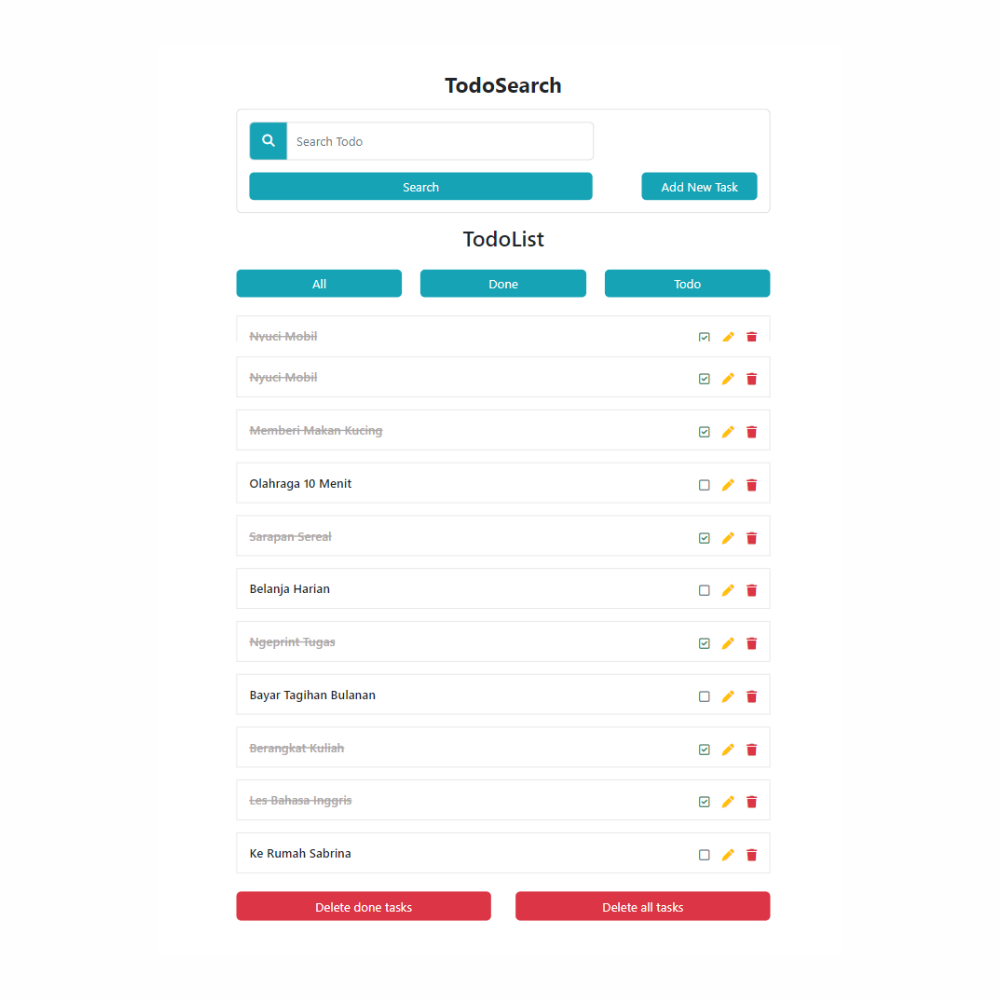 TodoSearch
Search Todo
Search
Add New Task
TodoList
All
Done
Todo
Nyuci Mobil
Nyuci Mobil
Memberi Makan Kucing
Olahraga 10 Menit
Sarapan Sereal
Belanja Harian
Ngeprint Tugas
Bayar Tagihan Bulanan
Berangkat Kuliah
Les Bahasa Inggris
Ke Rumah Sabrina
Delete done tasks
Delete all tasks